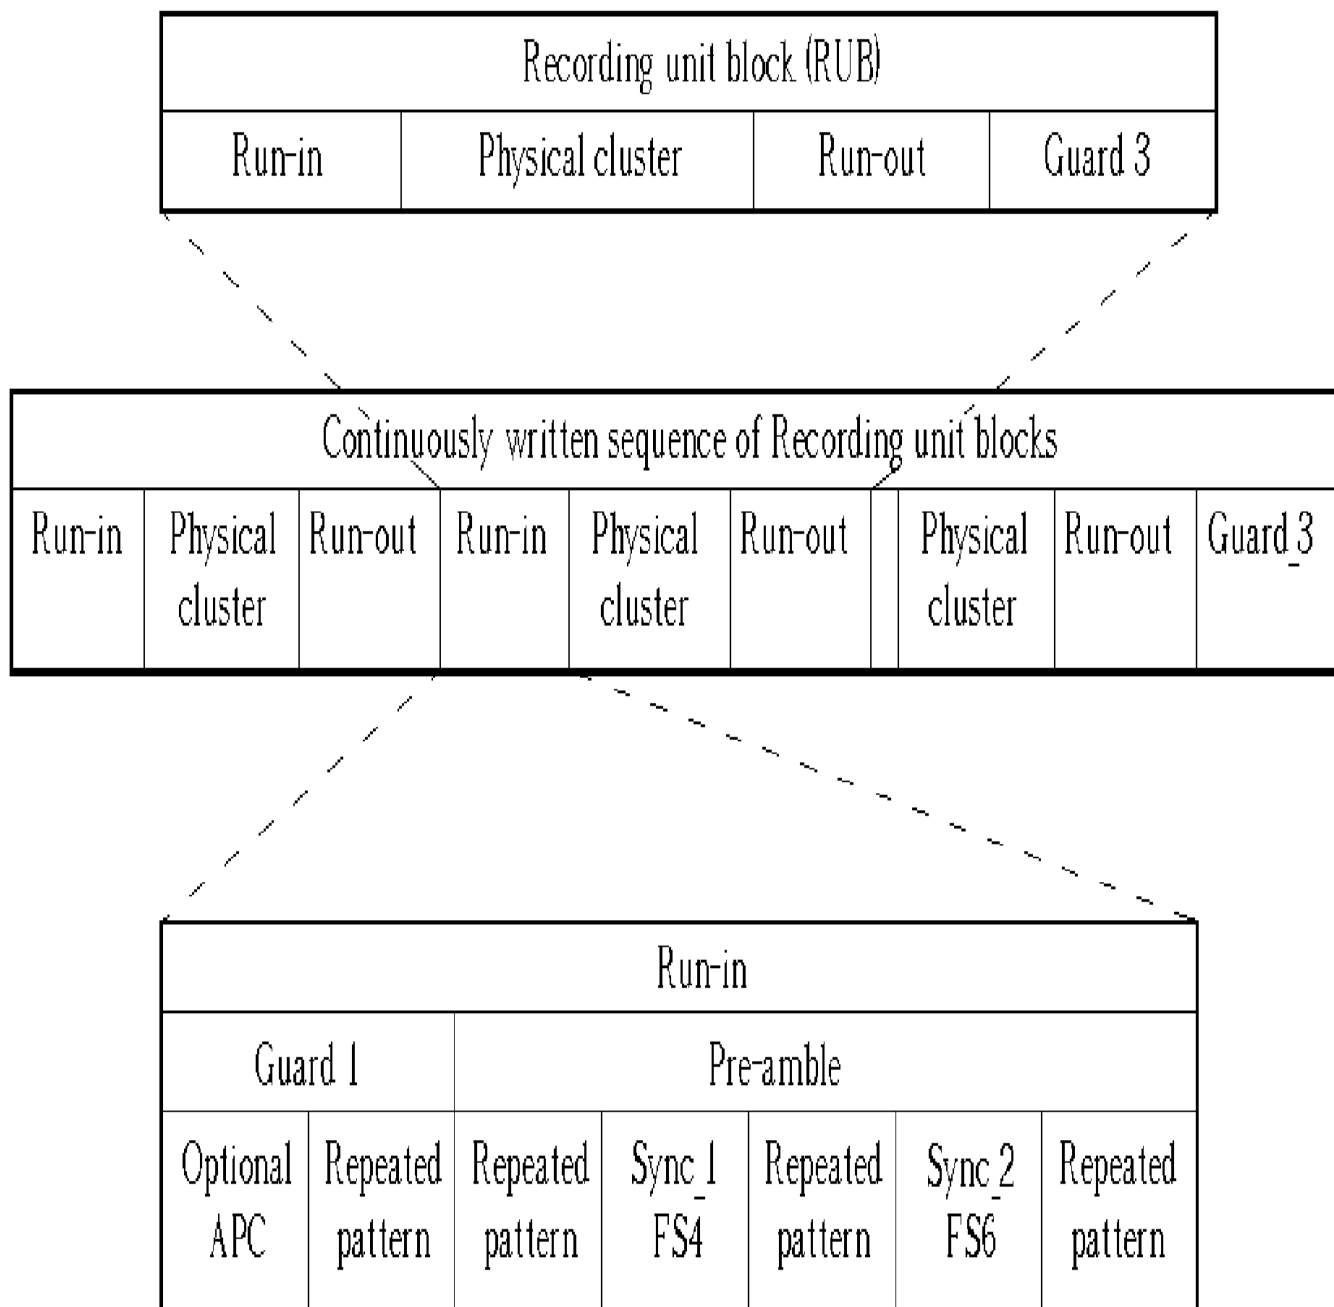 Recording unit block (RUB)
Run-in Physical cluster Run-out Guard 3
Continuously written sequence of Recording unit blocks
Run-in Physical Run-out Run-in Physical Run-out Physical Run-out Guard_3
cluster cluster cluster
Run-in
Guard 1 Pre-amble
Optional Repeated Repeated Sync_1 Repeated Sync_2 Repeated
APC pattern pattern FS4 pattern FS6 pattern